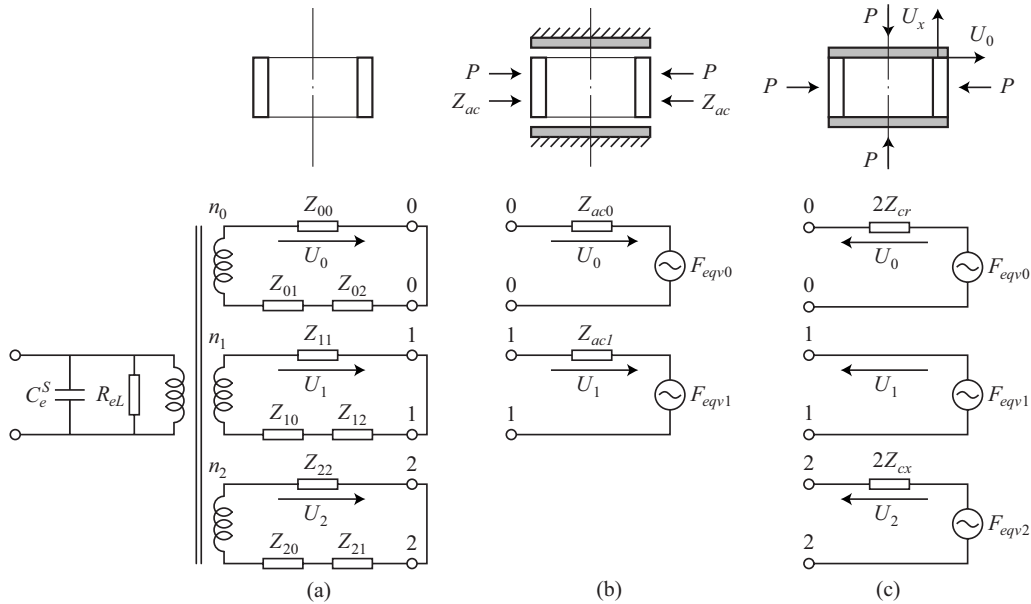 P
P
Z_ac
Z_ac
P
U_x
U_0
P
P
P
n_0
Z_00
0
U_0
Z_01
Z_02
0
n_1
Z_11
1
U_1
Z_10
Z_12
1
n_2
Z_22
2
U_2
Z_20
Z_21
2
C_e^S
R_eL
(a)
0
Z_ac0
U_0
F_eqv0
0
1
Z_ac1
U_1
F_eqv1
1
(b)
0
2Z_cr
U_0
F_eqv0
0
1
U_1
F_eqv1
1
2
2Z_cx
U_2
F_eqv2
2
(c)